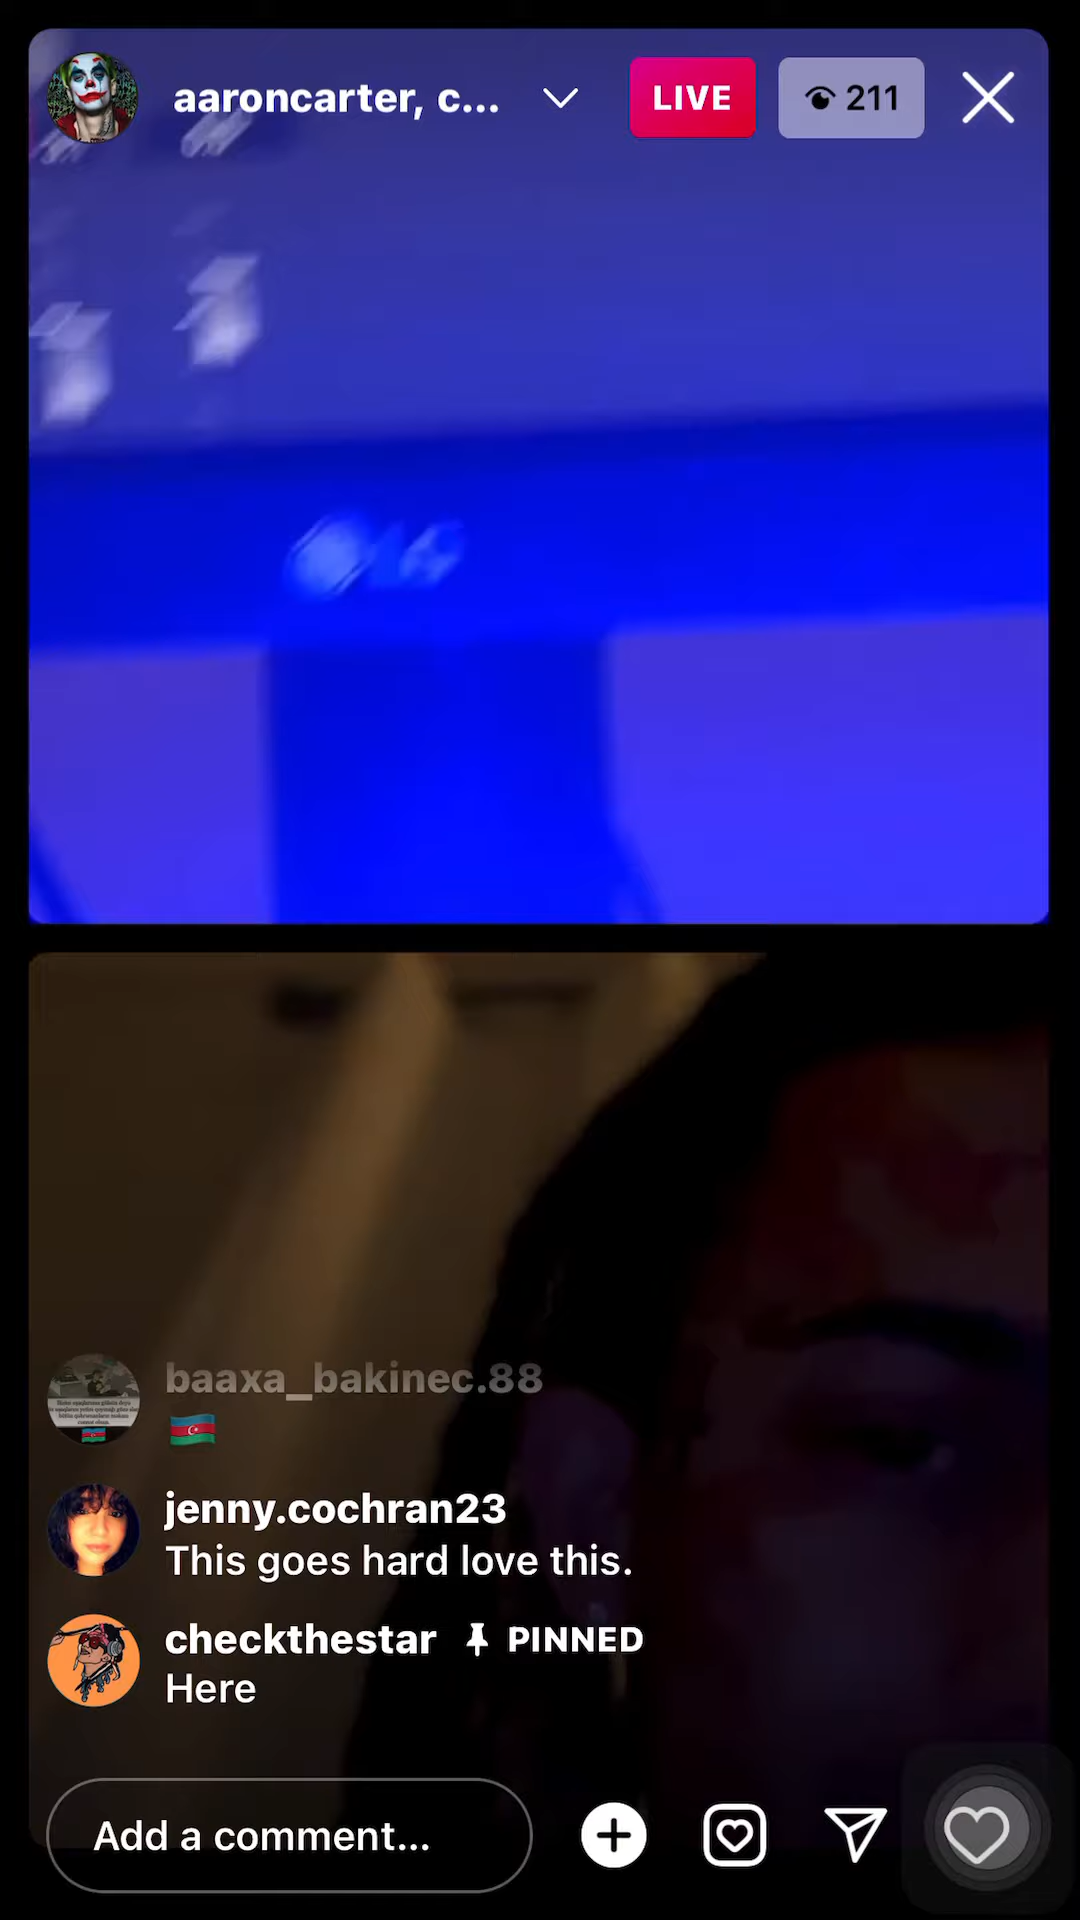 aaroncarter, c...
LIVE
211
baaxa_bakinec.88
🇦🇿
jenny.cochran23
This goes hard love this.
checkthestar PINNED
Here
Add a comment...